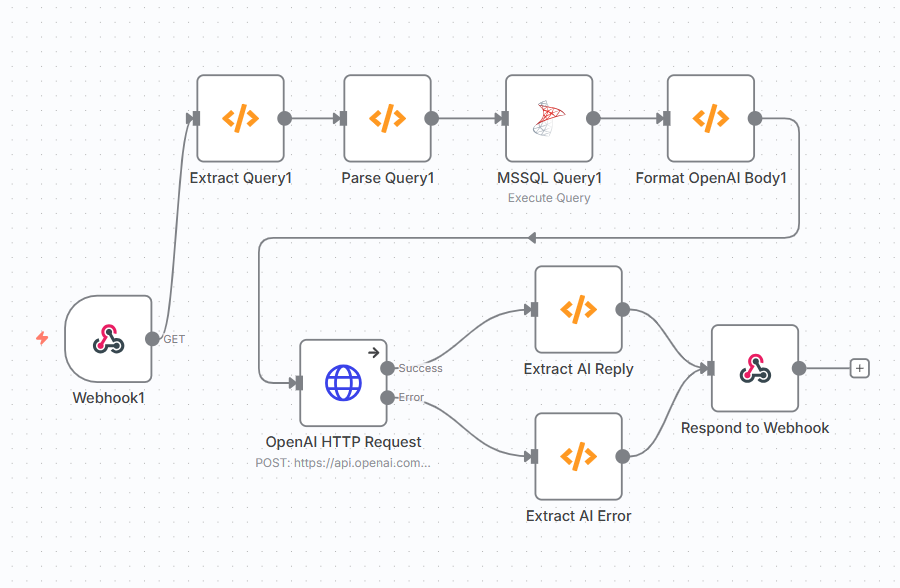 Extract Query1
Parse Query1
MSSQL Query1
Execute Query
Format OpenAI Body1
GET
Webhook1
Success
Error
OpenAI HTTP Request
POST: https://api.openai.com...
Extract AI Reply
Respond to Webhook
Extract AI Error